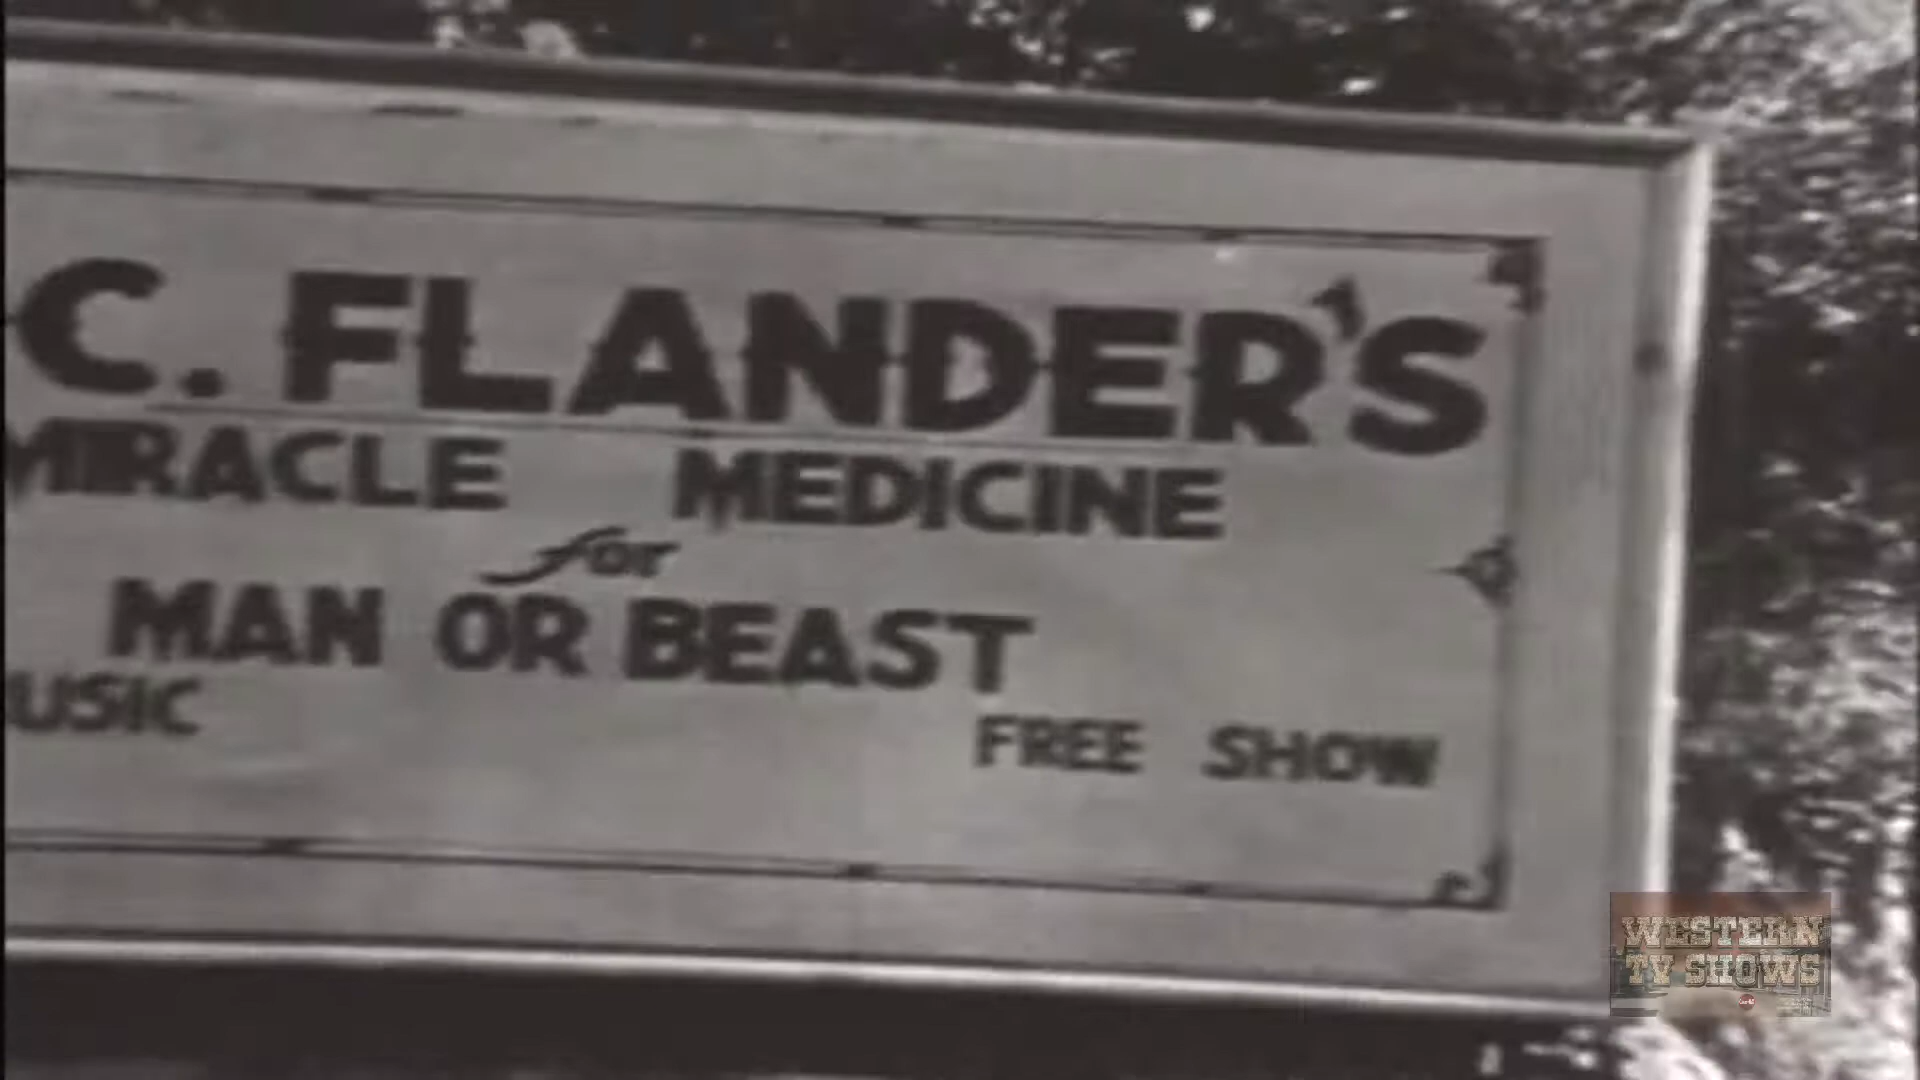 C. FLANDER'S
MIRACLE MEDICINE
for
MAN OR BEAST
USIC
FREE SHOW
WESTERN
TV SHOWS